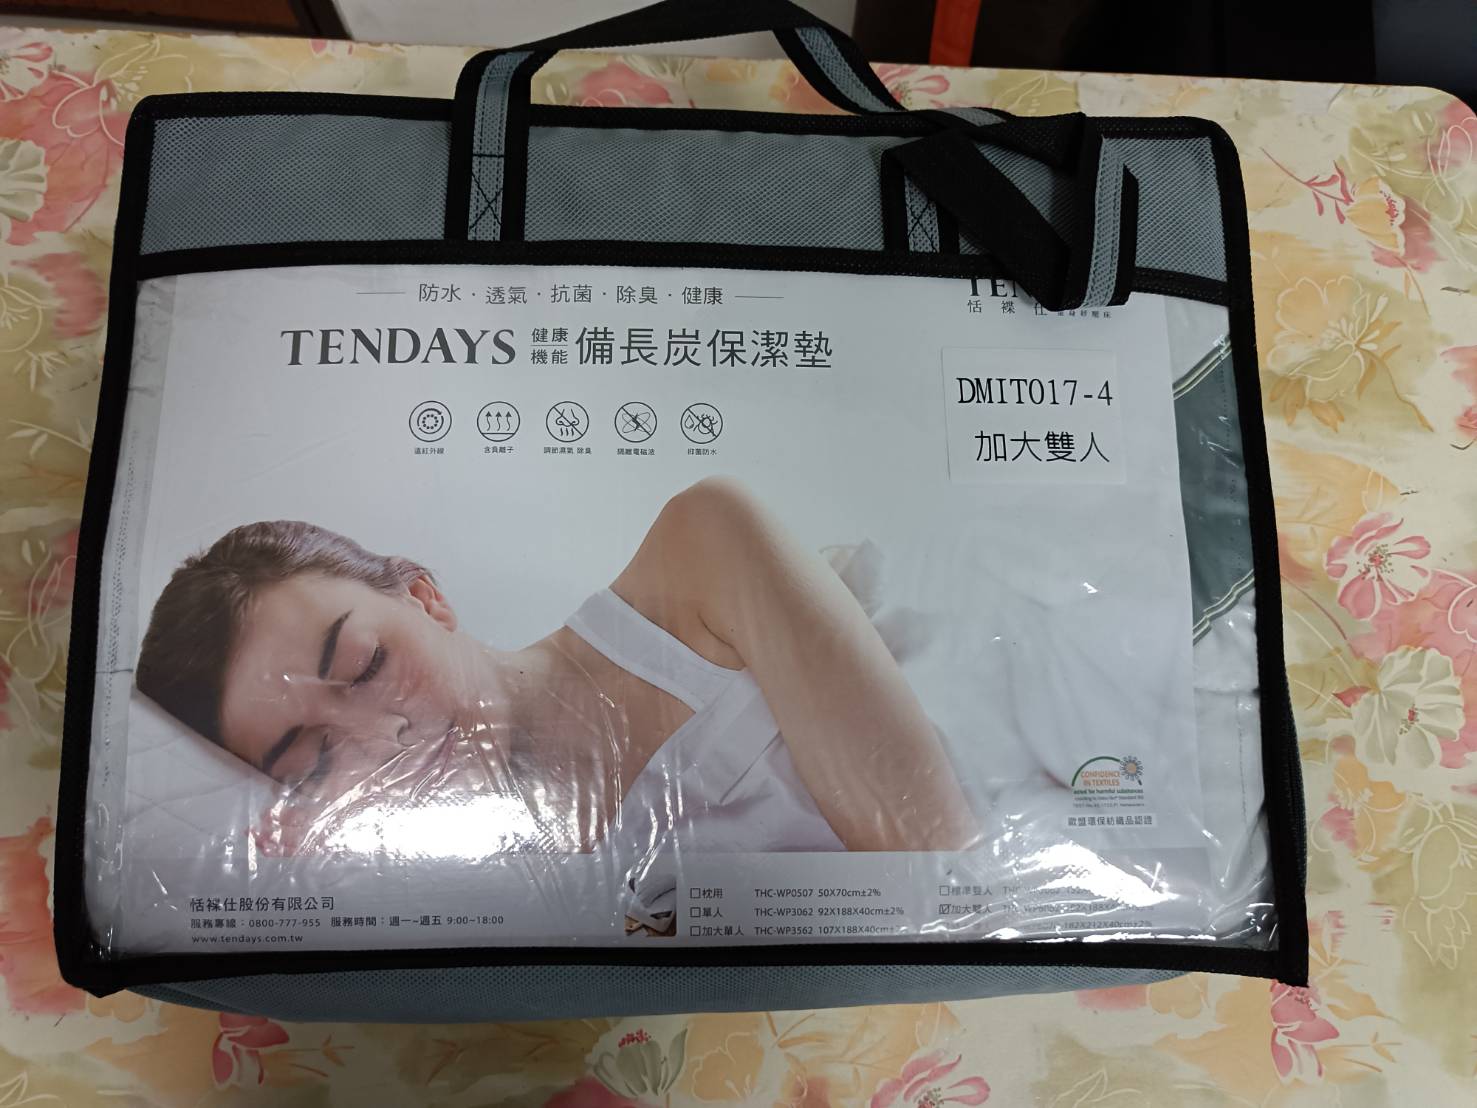 防水·透氣·抗菌·除臭·健康
TENDAYS 健康機能 備長炭保潔墊
恬褋仕
DMIT017-4
加大雙人
遠紅外線
含負離子
調節濕氣 除臭
隔離電磁波
抑菌防水
CONFIDENCE
IN TEXTILES
歐盟環保紡織品認證
恬褋仕股份有限公司
服務專線：0800-777-955 服務時間：週一~週五 9:00~18:00
www.tendays.com.tw
枕用 THC-WP0507 50X70cm±2%
單人 THC-WP3062 92X188X40cm±2%
加大單人 THC-WP3562 107X188X40cm±2%
標準雙人
加大雙人